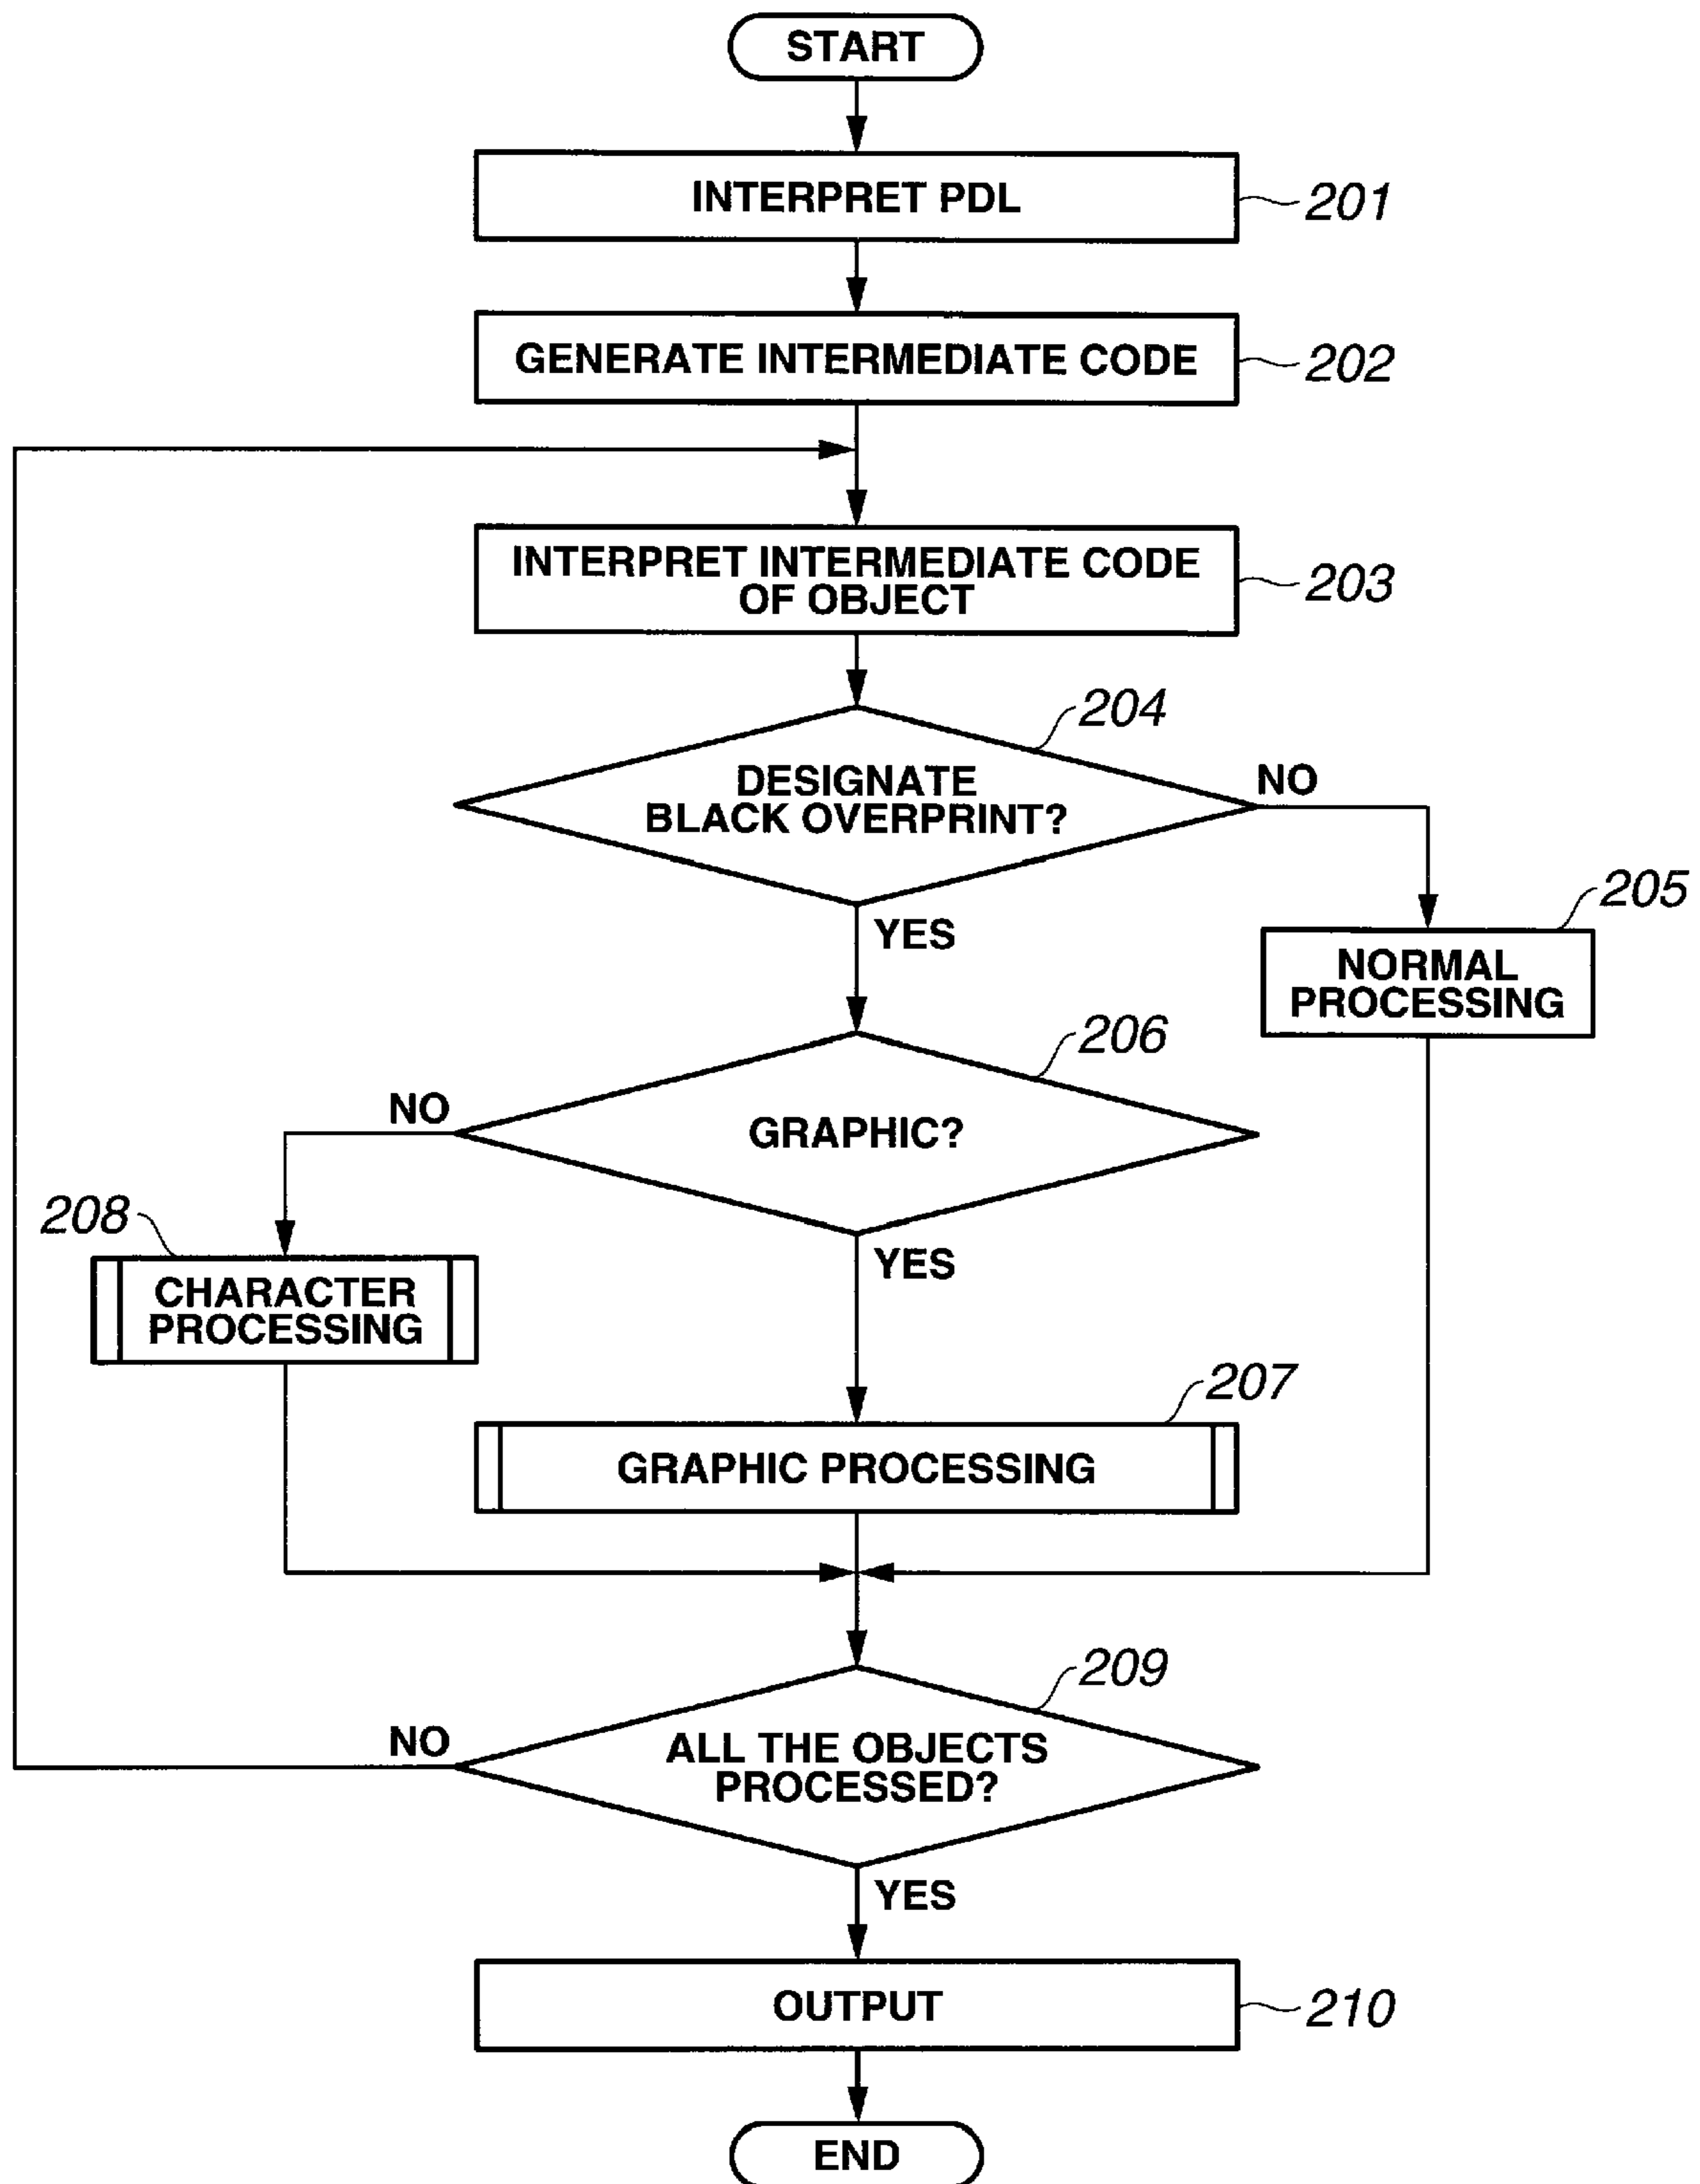 START
INTERPRET PDL
201
GENERATE INTERMEDIATE CODE
202
INTERPRET INTERMEDIATE CODE
OF OBJECT
203
204
DESIGNATE
BLACK OVERPRINT?
NO
YES
205
NORMAL
PROCESSING
206
GRAPHIC?
NO
YES
208
CHARACTER
PROCESSING
207
GRAPHIC PROCESSING
209
ALL THE OBJECTS
PROCESSED?
NO
YES
OUTPUT
210
END